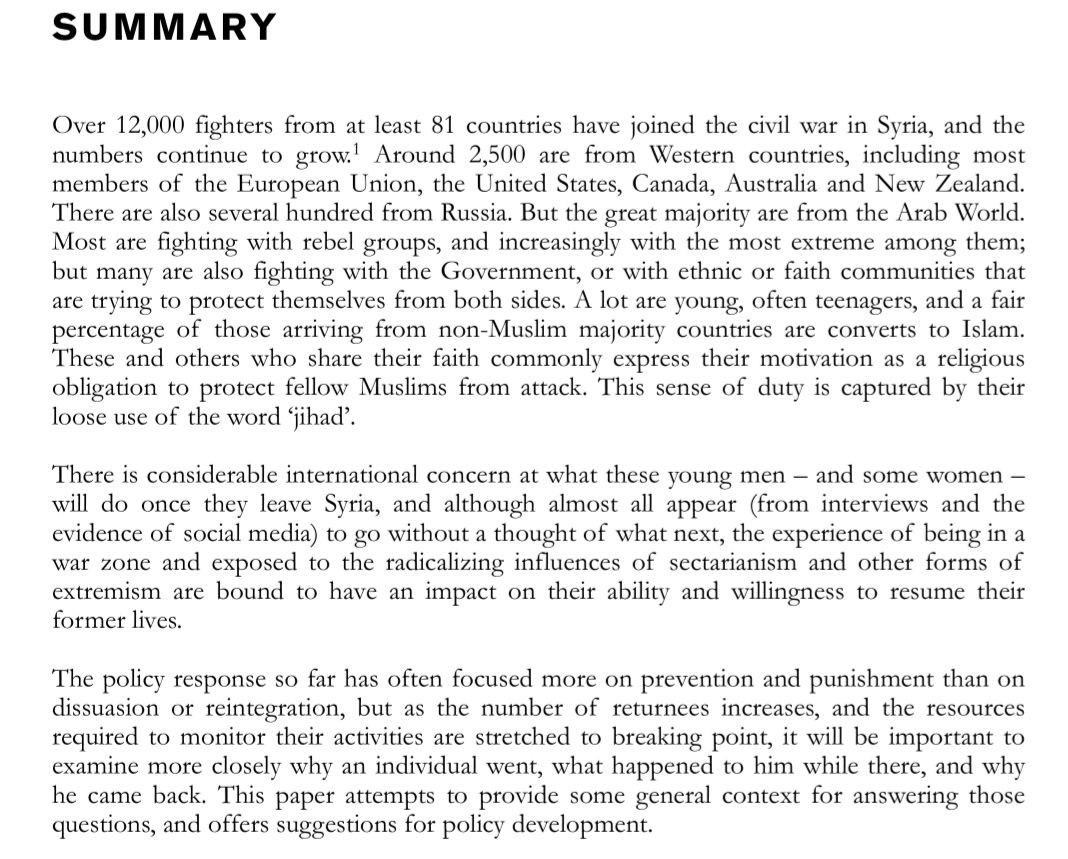 SUMMARY
Over 12,000 fighters from at least 81 countries have joined the civil war in Syria, and the
numbers continue to grow.1 Around 2,500 are from Western countries, including most
members of the European Union, the United States, Canada, Australia and New Zealand.
There are also several hundred from Russia. But the great majority are from the Arab World.
Most are fighting with rebel groups, and increasingly with the most extreme among them;
but many are also fighting with the Government, or with ethnic or faith communities that
are trying to protect themselves from both sides. A lot are young, often teenagers, and a fair
percentage of those arriving from non-Muslim majority countries are converts to Islam.
These and others who share their faith commonly express their motivation as a religious
obligation to protect fellow Muslims from attack. This sense of duty is captured by their
loose use of the word ‘jihad’.
There is considerable international concern at what these young men – and some women –
will do once they leave Syria, and although almost all appear (from interviews and the
evidence of social media) to go without a thought of what next, the experience of being in a
war zone and exposed to the radicalizing influences of sectarianism and other forms of
extremism are bound to have an impact on their ability and willingness to resume their
former lives.
The policy response so far has often focused more on prevention and punishment than on
dissuasion or reintegration, but as the number of returnees increases, and the resources
required to monitor their activities are stretched to breaking point, it will be important to
examine more closely why an individual went, what happened to him while there, and why
he came back. This paper attempts to provide some general context for answering those
questions, and offers suggestions for policy development.